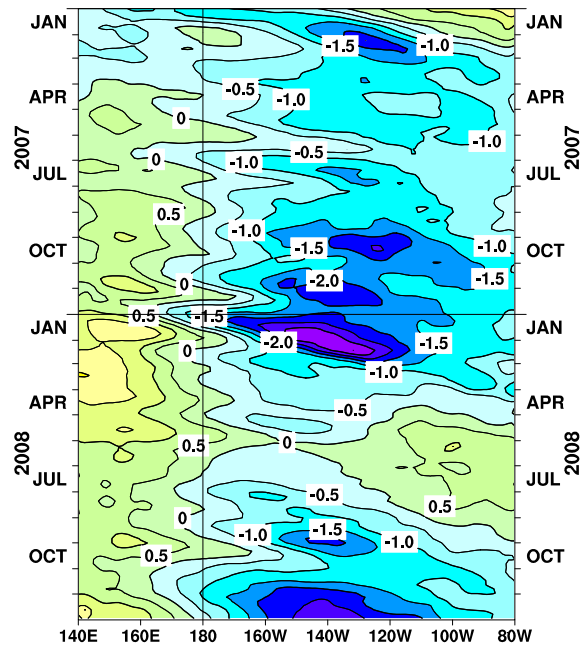 JAN JAN
-1.5 -1.0
0
-0.5
APR -1.0 APR
0
-1.0
2007 2007
0 -0.5
-1.0
JUL JUL
0.5
-1.0
OCT -1.5 -1.0 OCT
0 -2.0 -1.5
JAN 0.5 -1.5 JAN
0 -2.0 -1.5
-1.0
APR -0.5 APR
0.5 0
2008 2008
JUL JUL
-0.5 0.5
0 -1.0 -1.5
-1.0
OCT 0.5 OCT
140E 160E 180 160W 140W 120W 100W 80W